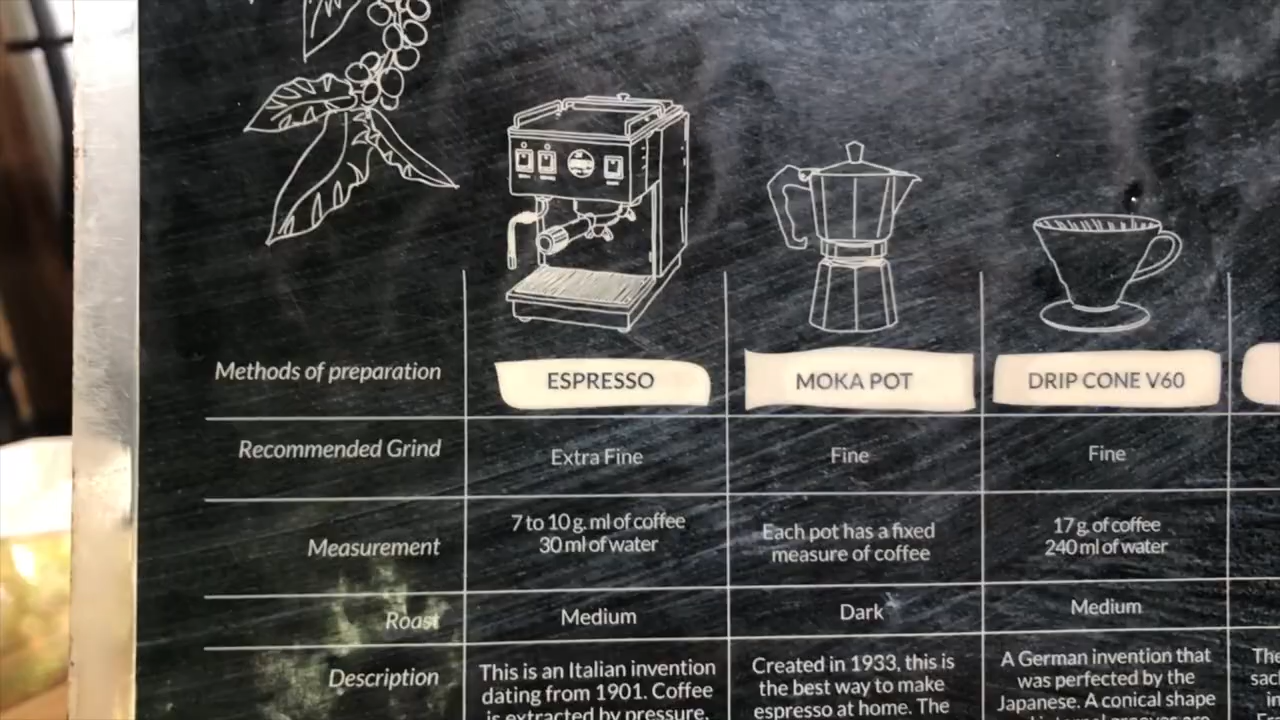 Methods of preparation
ESPRESSO
MOKA POT
DRIP CONE V60
Recommended Grind
Extra Fine
Fine
Fine
Measurement
7 to 10 g. ml of coffee
30 ml of water
Each pot has a fixed
measure of coffee
17 g. of coffee
240 ml of water
Roast
Medium
Dark
Medium
Description
This is an Italian invention
dating from 1901. Coffee
is extracted by pressure,
Created in 1933, this is
the best way to make
espresso at home. The
A German invention that
was perfected by the
Japanese. A conical shape